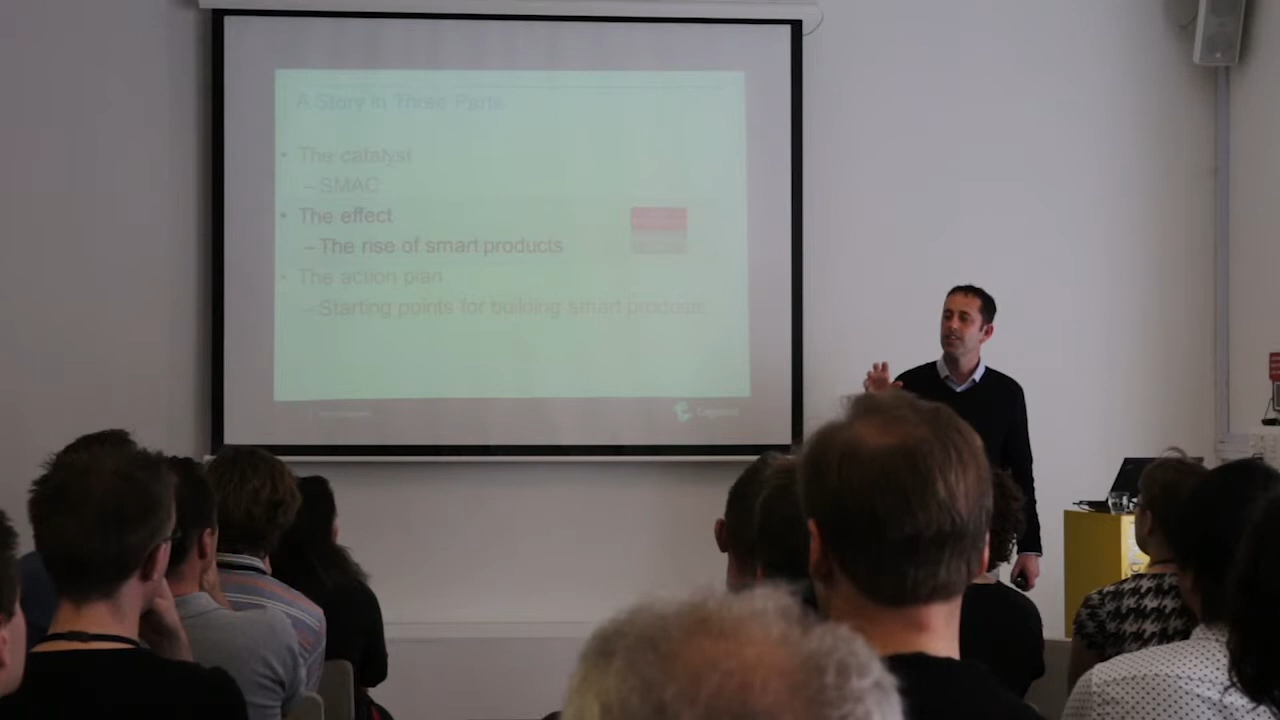 A Story in Three Parts
• The catalyst
– SMAC
• The effect
– The rise of smart products
• The action plan
– Starting points for building smart products